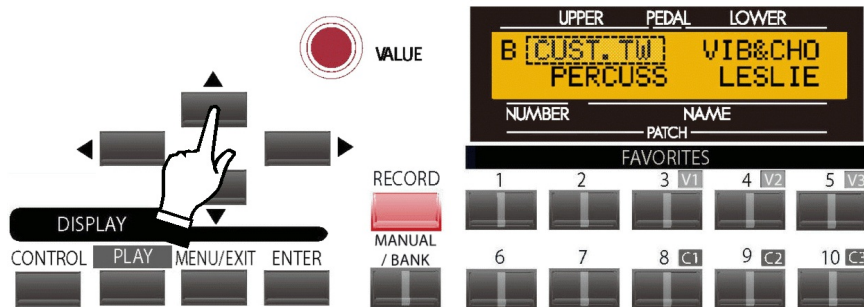 UPPER PEDAL LOWER
B CUST. TW VIB&CHO
PERCUSS LESLIE
NUMBER NAME
PATCH
VALUE
FAVORITES
RECORD
1 2 3 V1 4 V2 5 V3
DISPLAY
MANUAL
/ BANK
CONTROL PLAY MENU/EXIT ENTER
6 7 8 C1 9 C2 10 C3